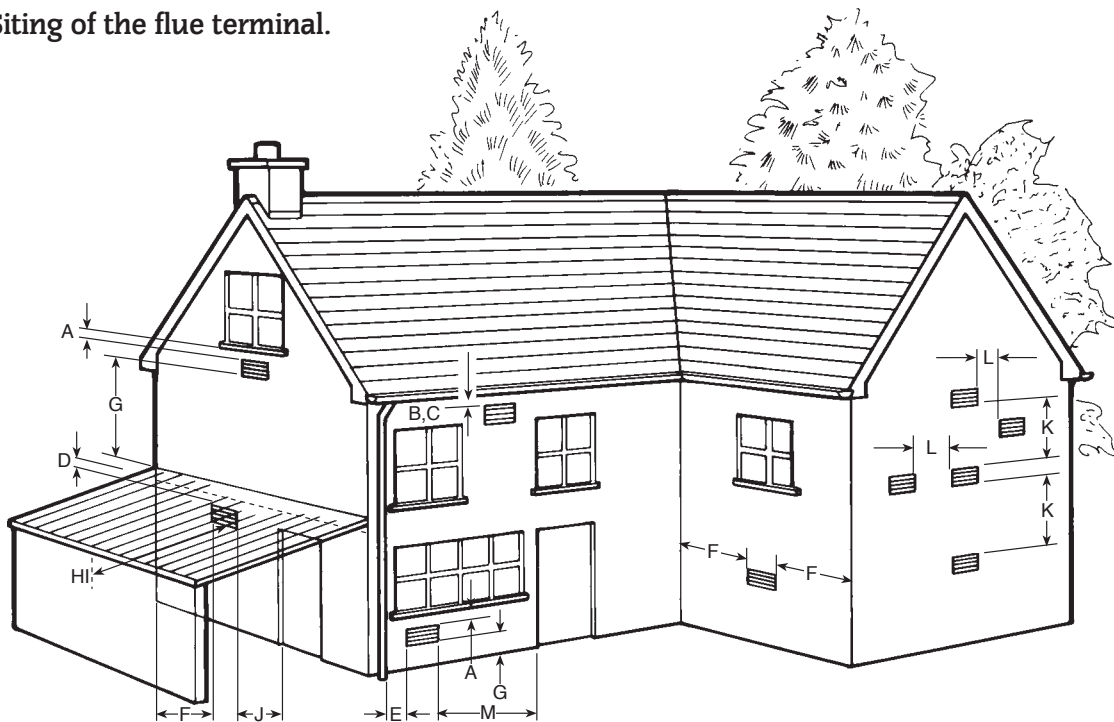 Siting of the flue terminal.
A
G
D
HI
F
J
B,C
E
A
G
M
F
F
L
K
L
K